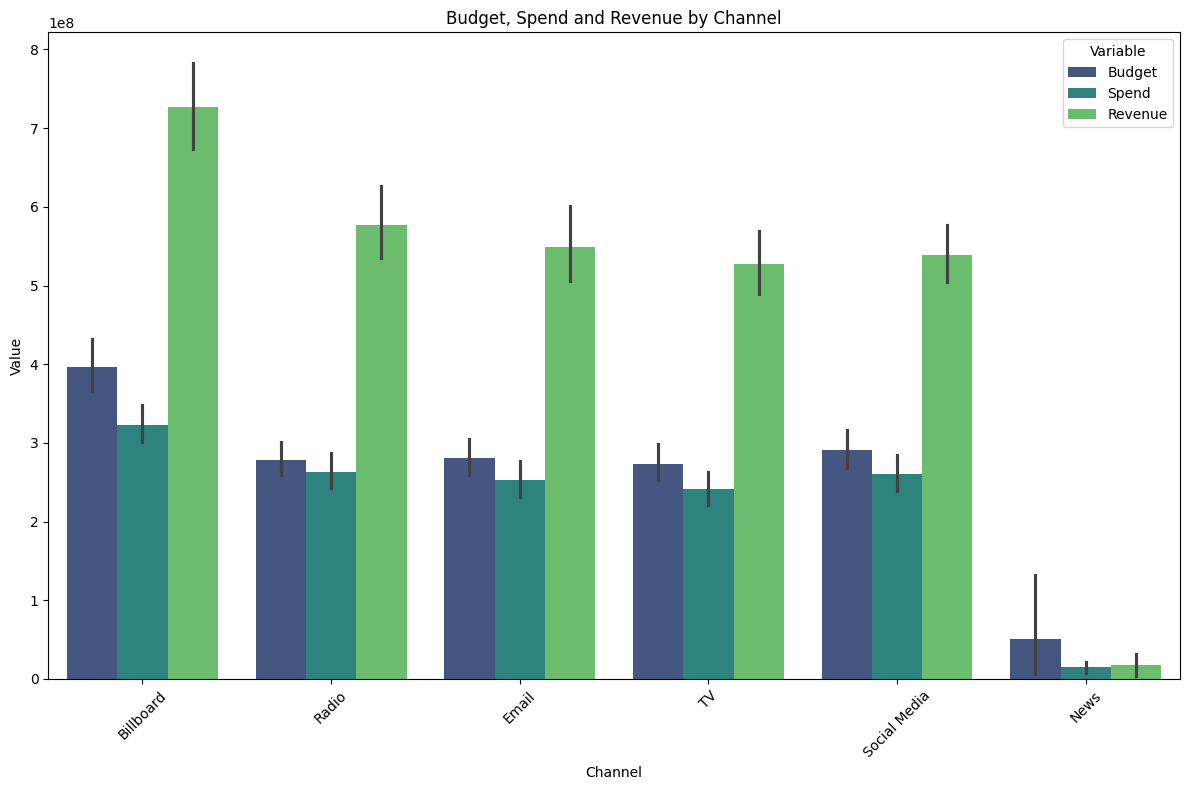 Budget, Spend and Revenue by Channel
1e8
Variable
Budget
Spend
Revenue
8
7
6
5
4
3
2
1
0
Value
Billboard
Radio
Email
TV
Social Media
News
Channel